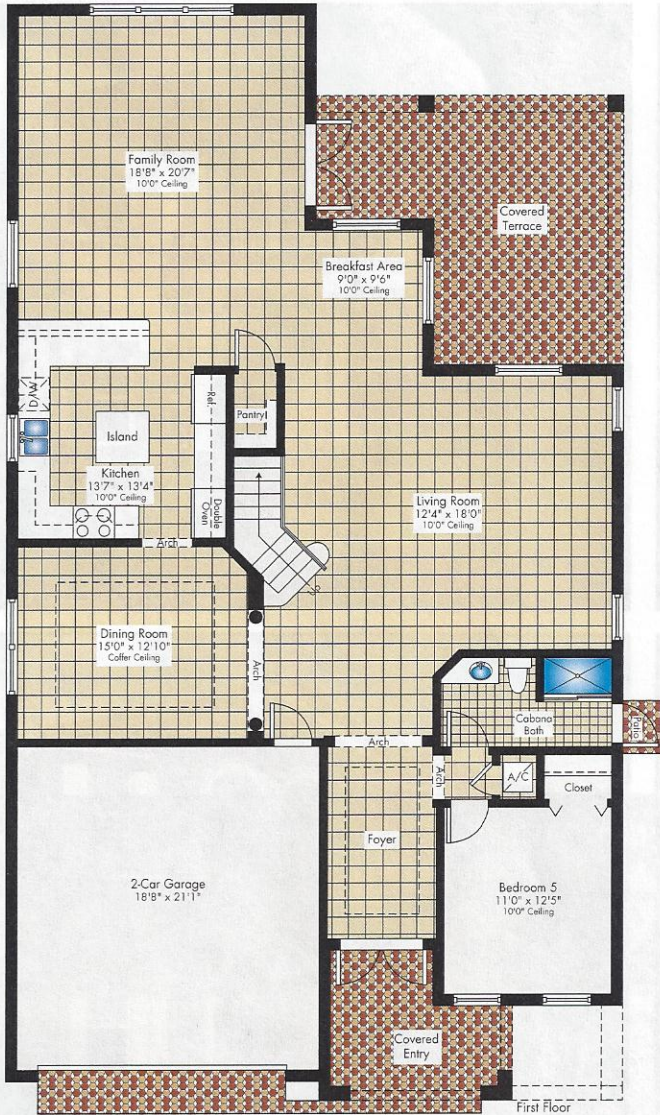 Family Room
18'8" x 20'7"
10'0" Ceiling
Covered
Terrace
Breakfast Area
9'0" x 9'6"
10'0" Ceiling
D/W
Ref.
Pantry
Island
Kitchen
13'7" x 13'4"
10'0" Ceiling
Double
Oven
Living Room
12'4" x 18'0"
10'0" Ceiling
Arch
UP
Dining Room
15'0" x 12'10"
Coffer Ceiling
Arch
Cabana
Bath
Patio
Arch
Arch
A/C
Closet
Foyer
2-Car Garage
18'8" x 21'1"
Bedroom 5
11'0" x 12'5"
10'0" Ceiling
Covered
Entry
First Floor